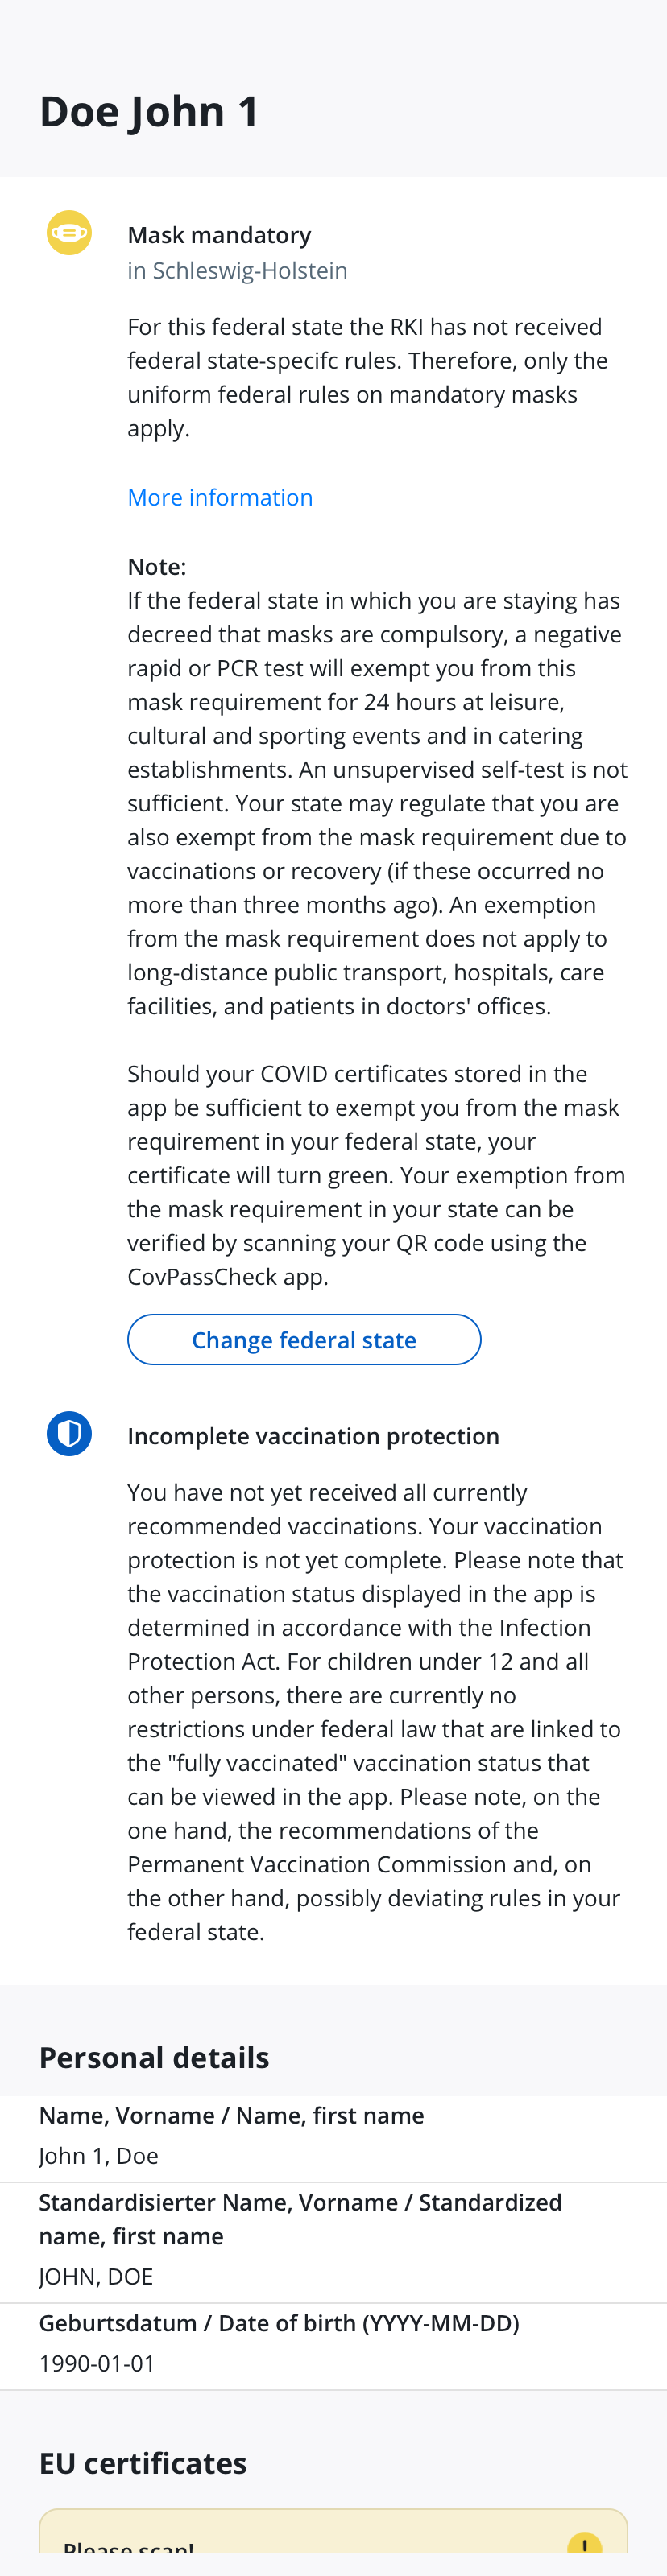 Doe John 1
Mask mandatory
in Schleswig-Holstein
For this federal state the RKI has not received
federal state-specifc rules. Therefore, only the
uniform federal rules on mandatory masks
apply.
More information
Note:
If the federal state in which you are staying has
decreed that masks are compulsory, a negative
rapid or PCR test will exempt you from this
mask requirement for 24 hours at leisure,
cultural and sporting events and in catering
establishments. An unsupervised self-test is not
sufficient. Your state may regulate that you are
also exempt from the mask requirement due to
vaccinations or recovery (if these occurred no
more than three months ago). An exemption
from the mask requirement does not apply to
long-distance public transport, hospitals, care
facilities, and patients in doctors' offices.
Should your COVID certificates stored in the
app be sufficient to exempt you from the mask
requirement in your federal state, your
certificate will turn green. Your exemption from
the mask requirement in your state can be
verified by scanning your QR code using the
CovPassCheck app.
Change federal state
Incomplete vaccination protection
You have not yet received all currently
recommended vaccinations. Your vaccination
protection is not yet complete. Please note that
the vaccination status displayed in the app is
determined in accordance with the Infection
Protection Act. For children under 12 and all
other persons, there are currently no
restrictions under federal law that are linked to
the "fully vaccinated" vaccination status that
can be viewed in the app. Please note, on the
one hand, the recommendations of the
Permanent Vaccination Commission and, on
the other hand, possibly deviating rules in your
federal state.
Personal details
Name, Vorname / Name, first name
John 1, Doe
Standardisierter Name, Vorname / Standardized
name, first name
JOHN, DOE
Geburtsdatum / Date of birth (YYYY-MM-DD)
1990-01-01
EU certificates
Please scan!